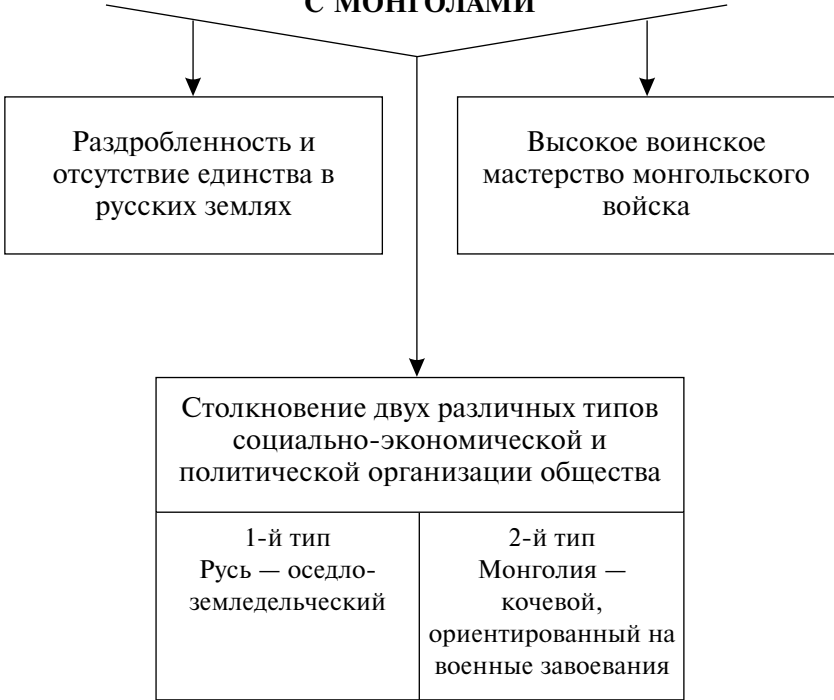 С МОНГОЛАМИ
Раздробленность и
отсутствие единства в
русских землях
Высокое воинское
мастерство монгольского
войска
Столкновение двух различных типов
социально-экономической и
политической организации общества
1-й тип
Русь — оседло-
земледельческий
2-й тип
Монголия —
кочевой,
ориентированный на
военные завоевания